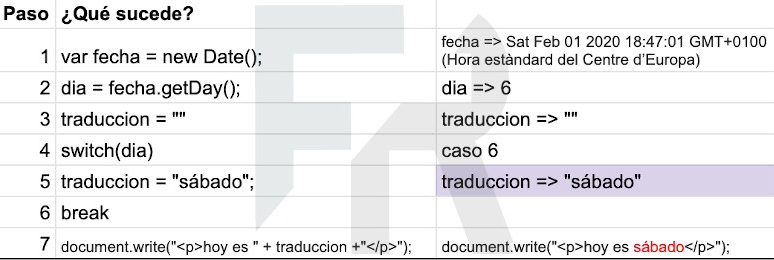 Paso ¿Qué sucede?
1 var fecha = new Date(); fecha => Sat Feb 01 2020 18:47:01 GMT+0100
(Hora estàndard del Centre d’Europa)
2 dia = fecha.getDay(); dia => 6
3 traduccion = "" traduccion => ""
4 switch(dia) caso 6
5 traduccion = "sábado"; traduccion => "sábado"
6 break
7 document.write("<p>hoy es " + traduccion +"</p>"); document.write("<p>hoy es sábado</p>");
FR